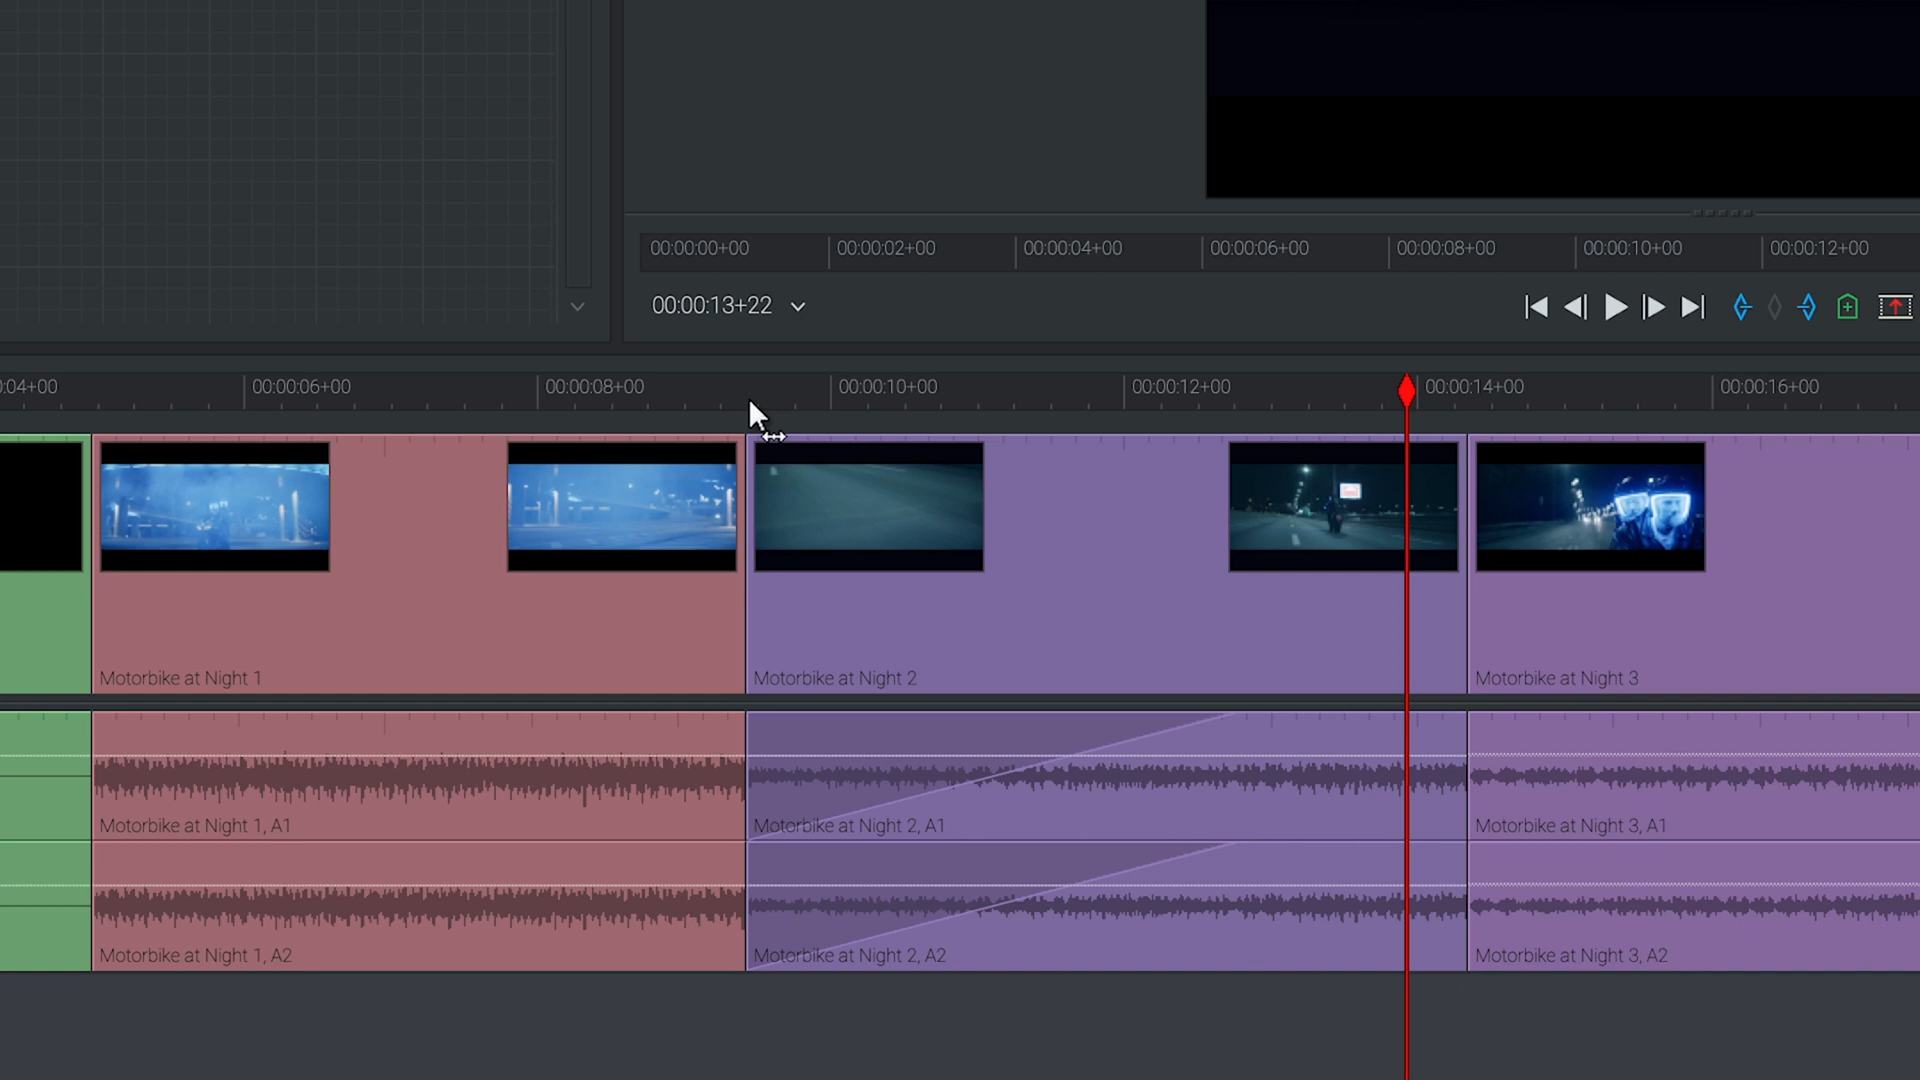 00:00:00+00 00:00:02+00 00:00:04+00 00:00:06+00 00:00:08+00 00:00:10+00 00:00:12+00
00:00:13+22
:04+00 00:00:06+00 00:00:08+00 00:00:10+00 00:00:12+00 00:00:14+00 00:00:16+00
Motorbike at Night 1 Motorbike at Night 2 Motorbike at Night 3
Motorbike at Night 1, A1 Motorbike at Night 2, A1 Motorbike at Night 3, A1
Motorbike at Night 1, A2 Motorbike at Night 2, A2 Motorbike at Night 3, A2